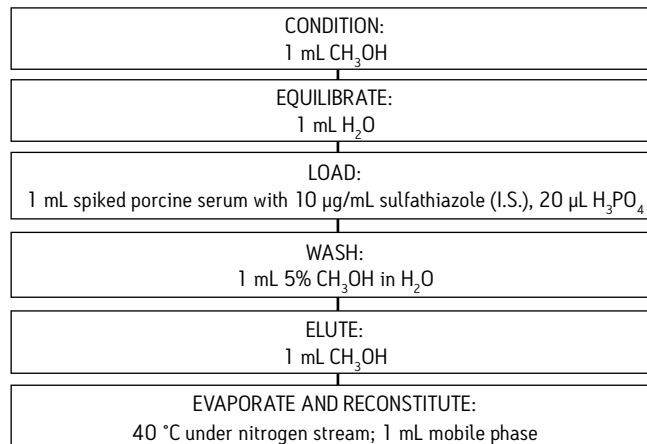 CONDITION:
1 mL CH₃OH
EQUILIBRATE:
1 mL H₂O
LOAD:
1 mL spiked porcine serum with 10 µg/mL sulfathiazole (I.S.), 20 µL H₃PO₄
WASH:
1 mL 5% CH₃OH in H₂O
ELUTE:
1 mL CH₃OH
EVAPORATE AND RECONSTITUTE:
40 °C under nitrogen stream; 1 mL mobile phase